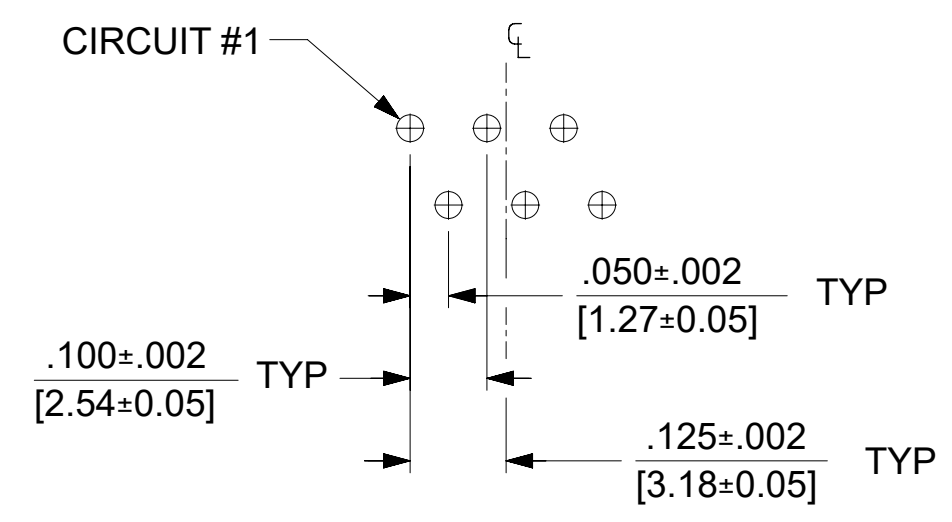 CIRCUIT #1
℄
.050±.002
[1.27±0.05]
TYP
.100±.002
[2.54±0.05]
TYP
.125±.002
[3.18±0.05]
TYP